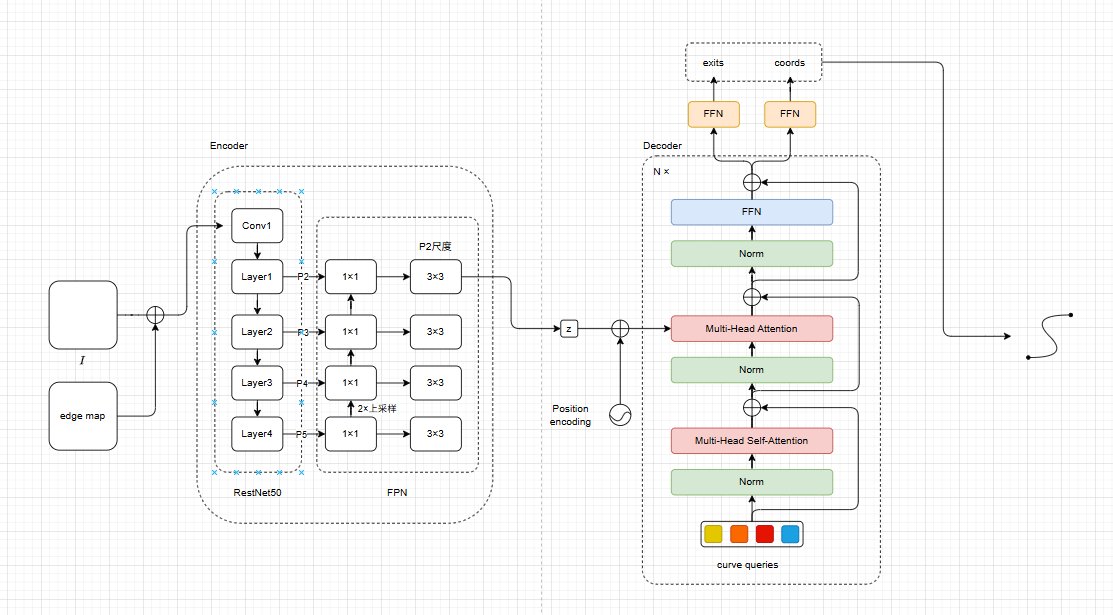 exits
coords
FFN
FFN
Encoder
Decoder
N ×
FFN
Norm
Multi-Head Attention
Norm
Multi-Head Self-Attention
Norm
curve queries
Conv1
P2尺度
Layer1
P2
1×1
3×3
Layer2
P3
1×1
3×3
Layer3
P4
1×1
3×3
2×上采样
Layer4
P5
1×1
3×3
RestNet50
FPN
I
edge map
z
Position
encoding